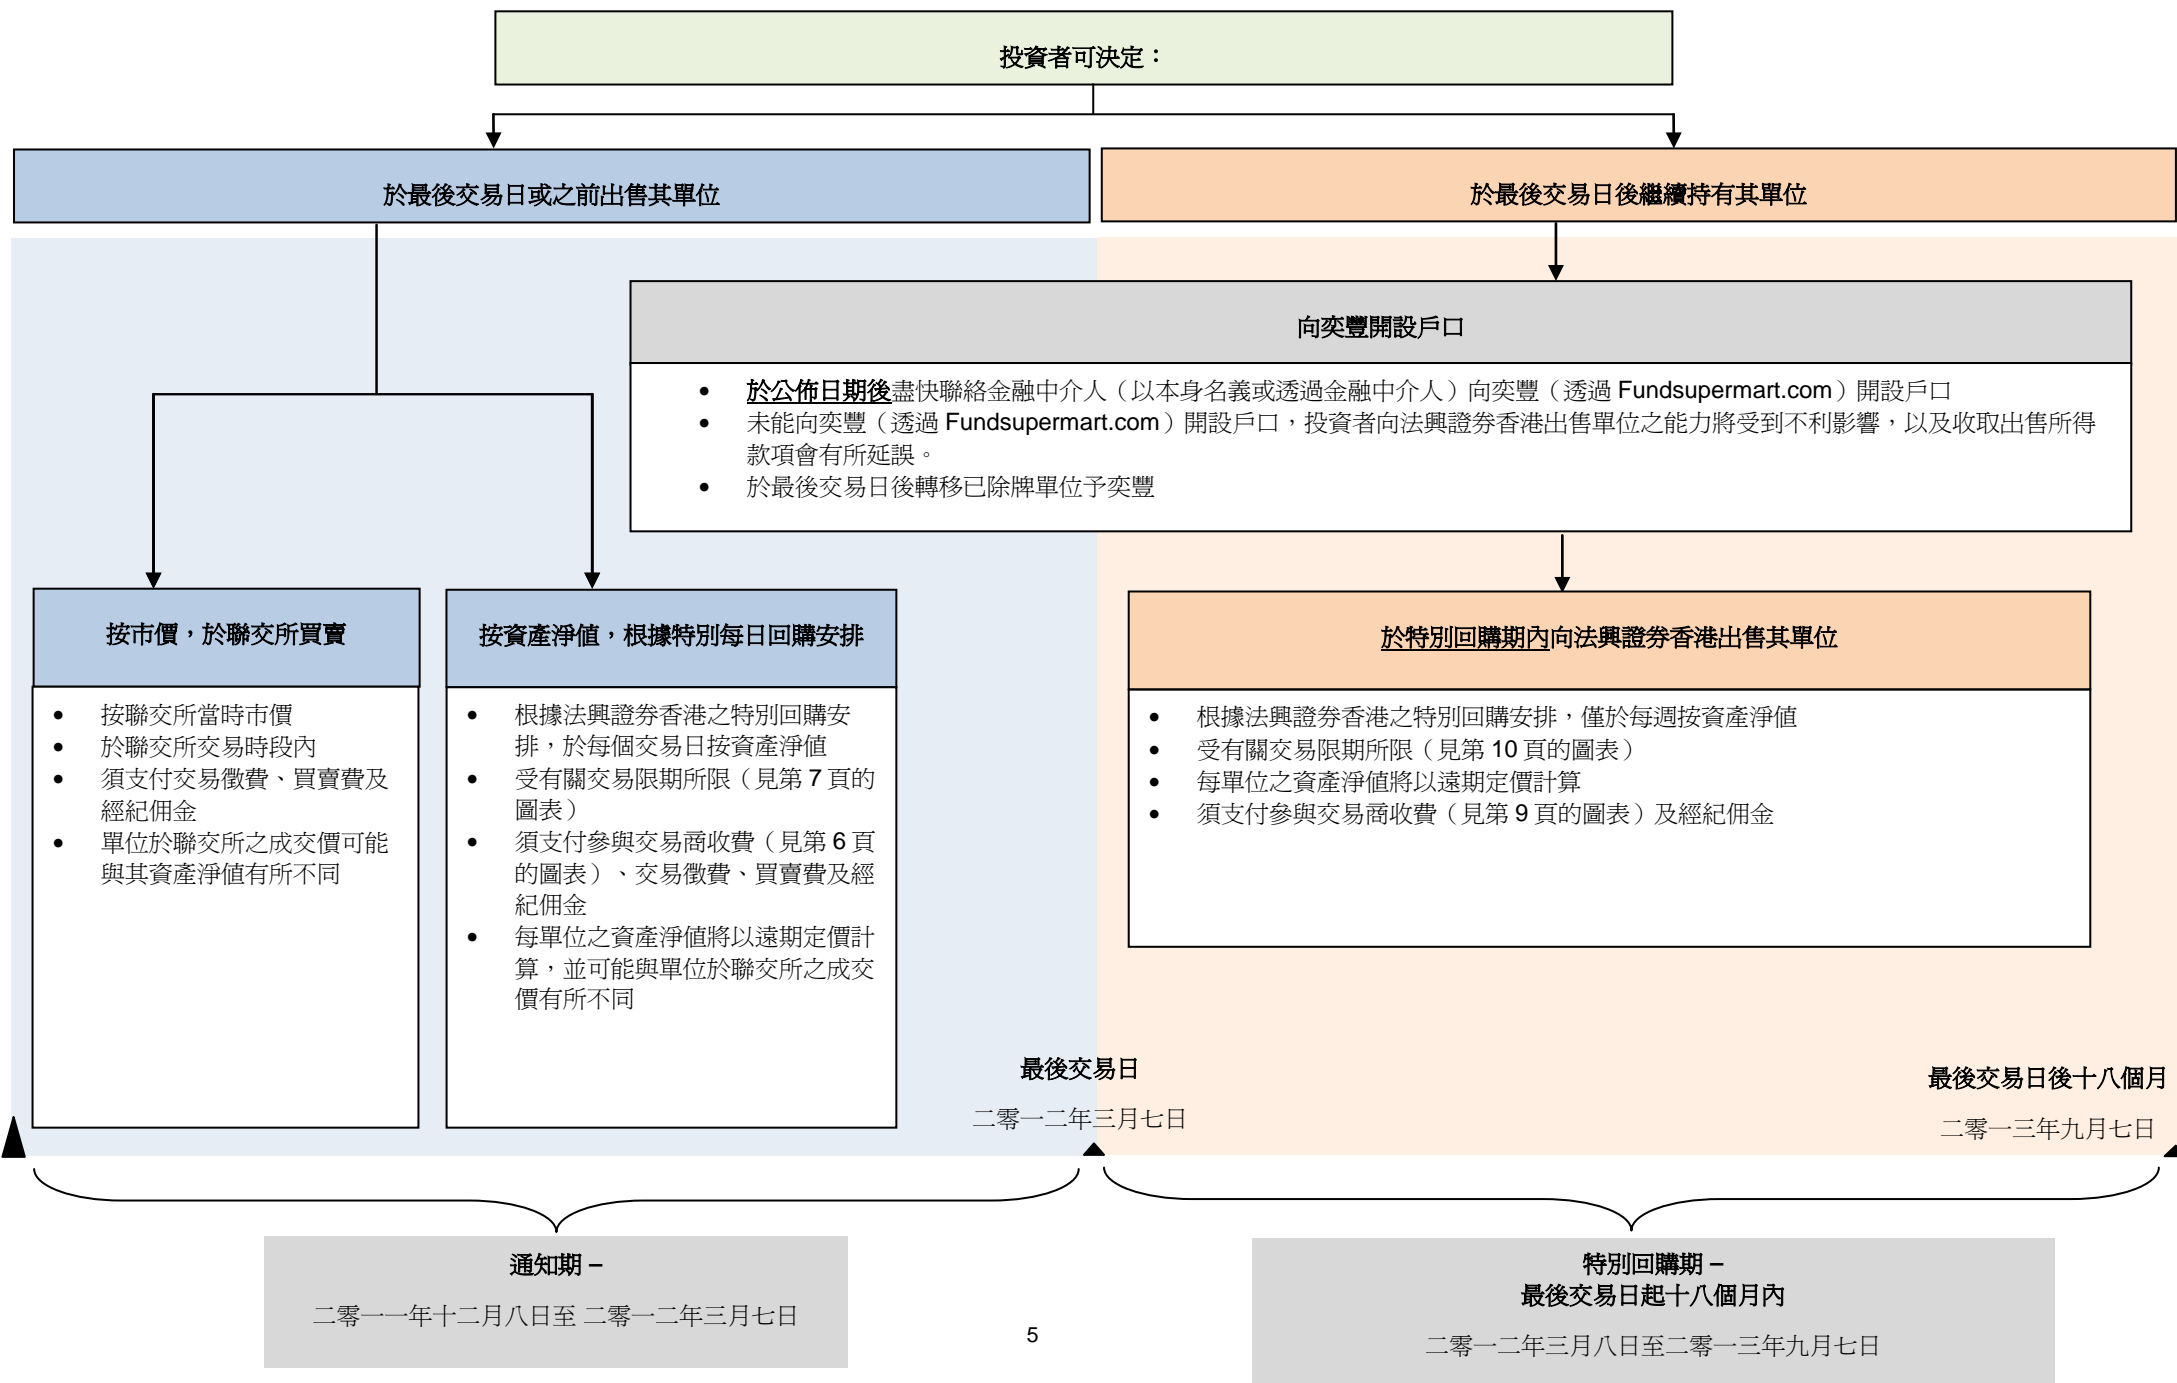 投資者可決定：
於最後交易日或之前出售其單位
於最後交易日後繼續持有其單位
向奕豐開設戶口
• 於公佈日期後盡快聯絡金融中介人（以本身名義或透過金融中介人）向奕豐（透過 Fundsupermart.com）開設戶口
• 未能向奕豐（透過 Fundsupermart.com）開設戶口，投資者向法興證券香港出售單位之能力將受到不利影響，以及收取出售所得
款項會有所延誤。
• 於最後交易日後轉移已除牌單位予奕豐
按市價，於聯交所買賣
• 按聯交所當時市價
• 於聯交所交易時段內
• 須支付交易徵費、買賣費及
經紀佣金
• 單位於聯交所之成交價可能
與其資產淨值有所不同
按資產淨值，根據特別每日回購安排
• 根據法興證券香港之特別回購安
排，於每個交易日按資產淨值
• 受有關交易限期所限（見第 7 頁的
圖表）
• 須支付參與交易商收費（見第 6 頁
的圖表）、交易徵費、買賣費及經
紀佣金
• 每單位之資產淨值將以遠期定價計
算，並可能與單位於聯交所之成交
價有所不同
於特別回購期內向法興證券香港出售其單位
• 根據法興證券香港之特別回購安排，僅於每週按資產淨值
• 受有關交易限期所限（見第 10 頁的圖表）
• 每單位之資產淨值將以遠期定價計算
• 須支付參與交易商收費（見第 9 頁的圖表）及經紀佣金
最後交易日
二零一二年三月七日
最後交易日後十八個月
二零一三年九月七日
通知期 –
二零一一年十二月八日至 二零一二年三月七日
特別回購期 –
最後交易日起十八個月內
二零一二年三月八日至二零一三年九月七日
5